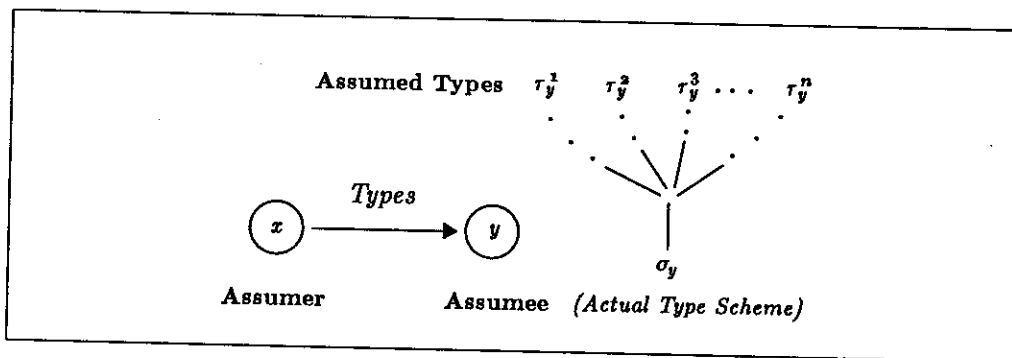 Assumed Types τ_y^1 τ_y^2 τ_y^3 ... τ_y^n
Types
x y
σ_y
Assumer Assumee (Actual Type Scheme)